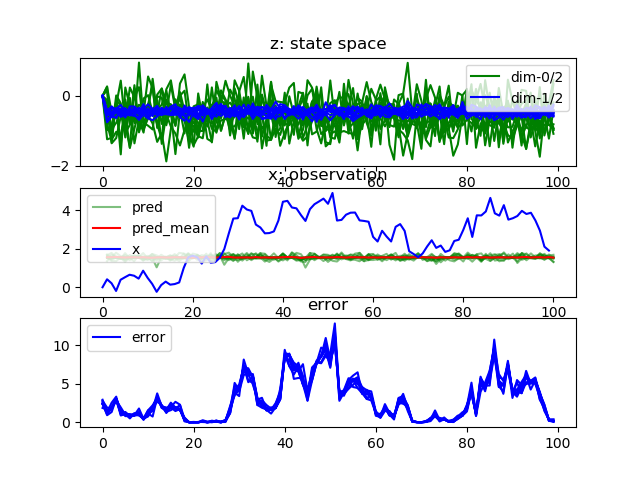 z: state space
dim-0/2
dim-1/2
0
−2
0 20 40 60 80 100
x: observation
pred
pred_mean
x
4
2
0
0 20 40 60 80 100
error
error
10
5
0
0 20 40 60 80 100